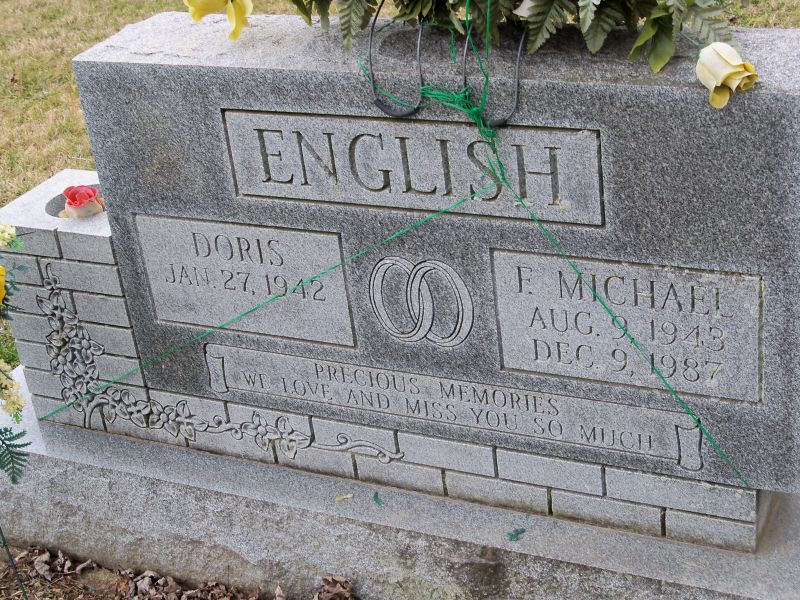 ENGLISH
DORIS
JAN. 27, 1942
F. MICHAEL
AUG. 9, 1943
DEC. 9, 1987
PRECIOUS MEMORIES
WE LOVE AND MISS YOU SO MUCH